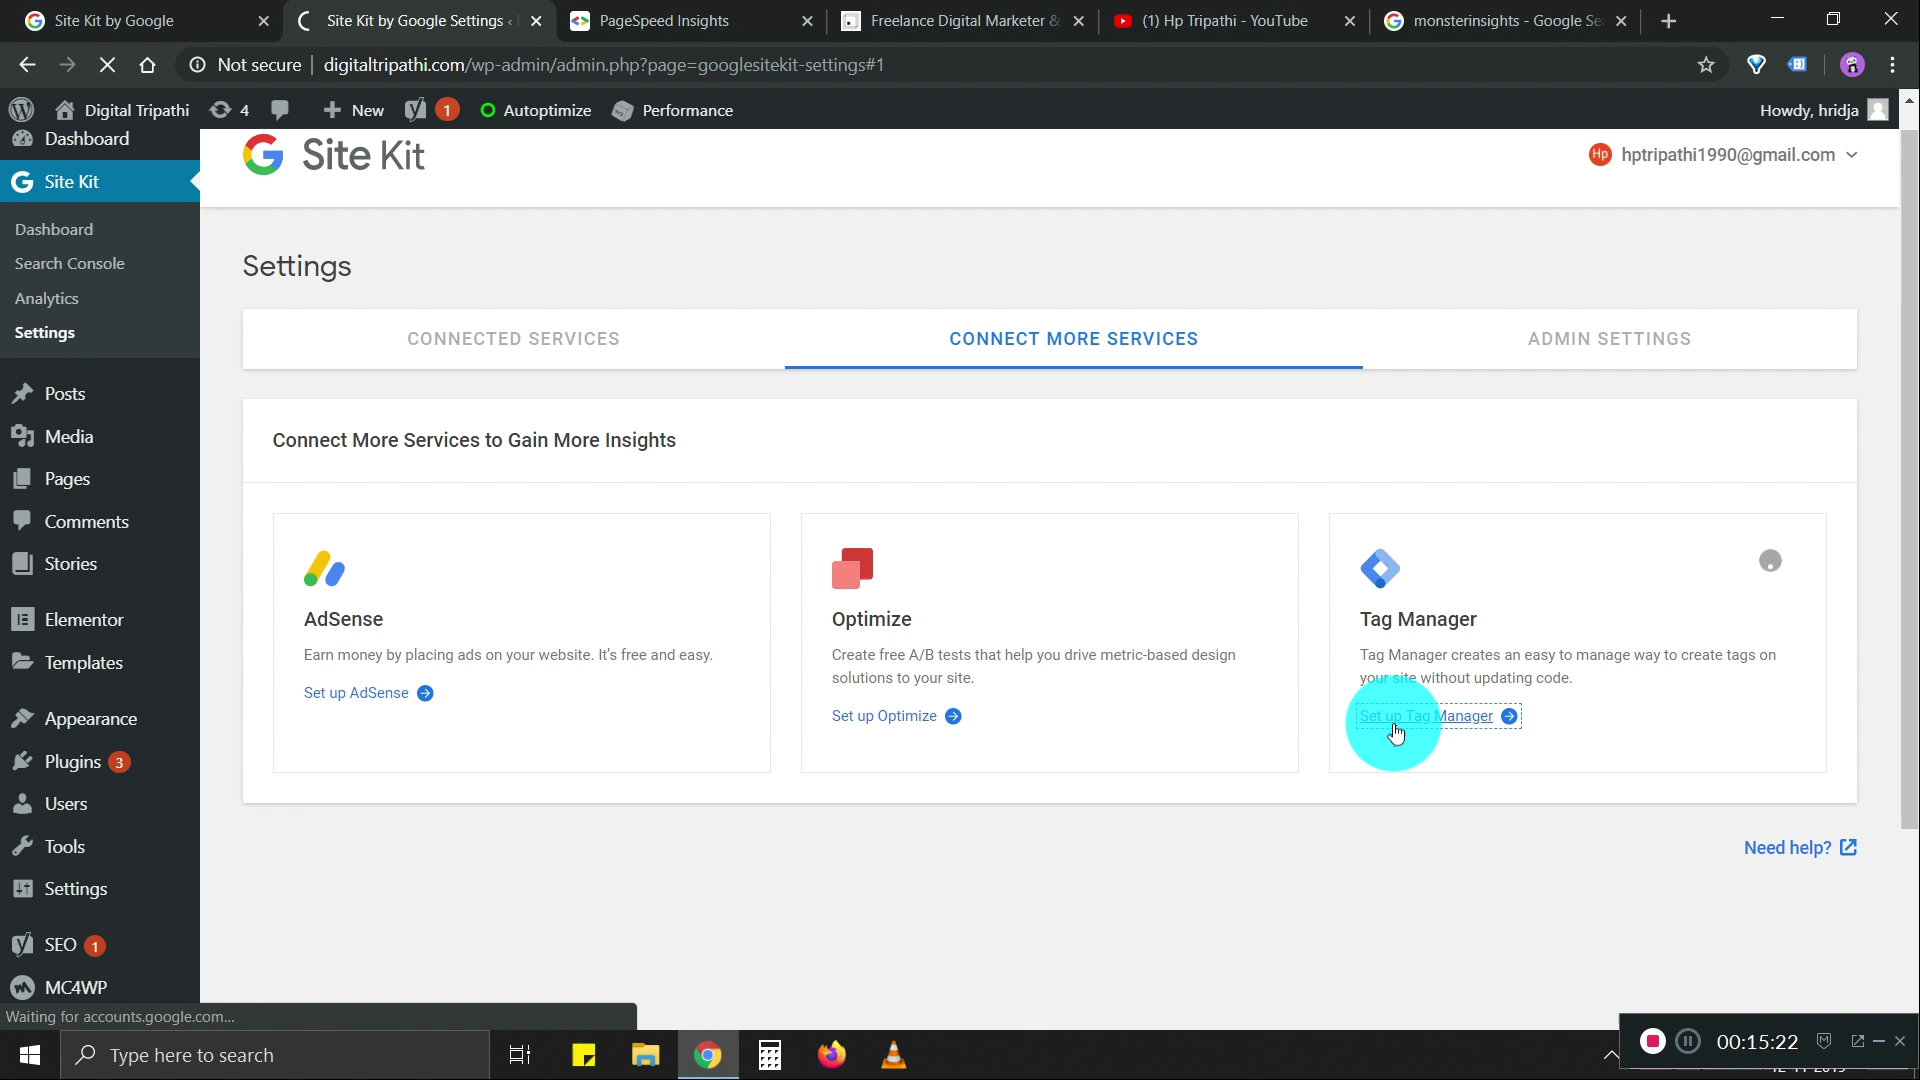 Site Kit by Google
Site Kit by Google Settings ‹
PageSpeed Insights
Freelance Digital Marketer &
(1) Hp Tripathi - YouTube
monsterinsights - Google Se
Not secure
digitaltripathi.com/wp-admin/admin.php?page=googlesitekit-settings#1
Digital Tripathi
4
New
1
Autoptimize
Performance
Howdy, hridja
Dashboard
Site Kit
Dashboard
Search Console
Analytics
Settings
Posts
Media
Pages
Comments
Stories
Elementor
Templates
Appearance
Plugins 3
Users
Tools
Settings
SEO 1
MC4WP
Site Kit
Hp
hptripathi1990@gmail.com
Settings
CONNECTED SERVICES
CONNECT MORE SERVICES
ADMIN SETTINGS
Connect More Services to Gain More Insights
AdSense
Earn money by placing ads on your website. It's free and easy.
Set up AdSense
Optimize
Create free A/B tests that help you drive metric-based design
solutions to your site.
Set up Optimize
Tag Manager
Tag Manager creates an easy to manage way to create tags on
your site without updating code.
Set up Tag Manager
Need help?
Waiting for accounts.google.com...
Type here to search
00:15:22